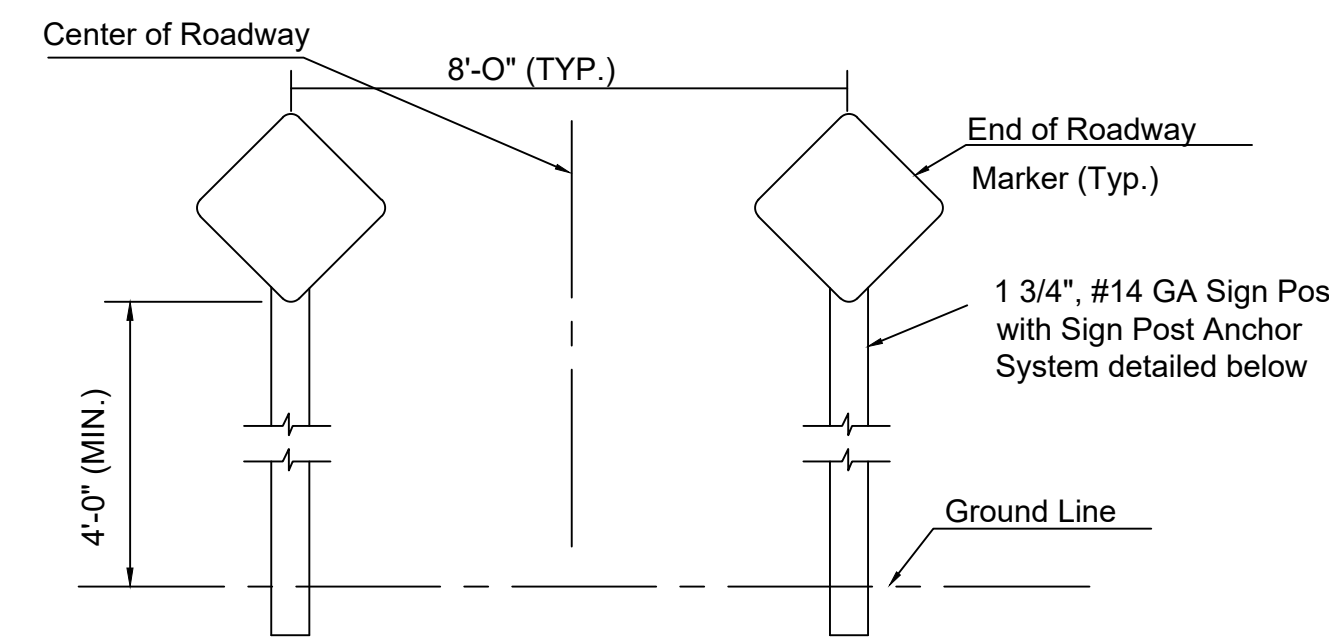 Center of Roadway
8'-O" (TYP.)
End of Roadway
Marker (Typ.)
1 3/4", #14 GA Sign Pos
with Sign Post Anchor
System detailed below
4'-0" (MIN.)
Ground Line